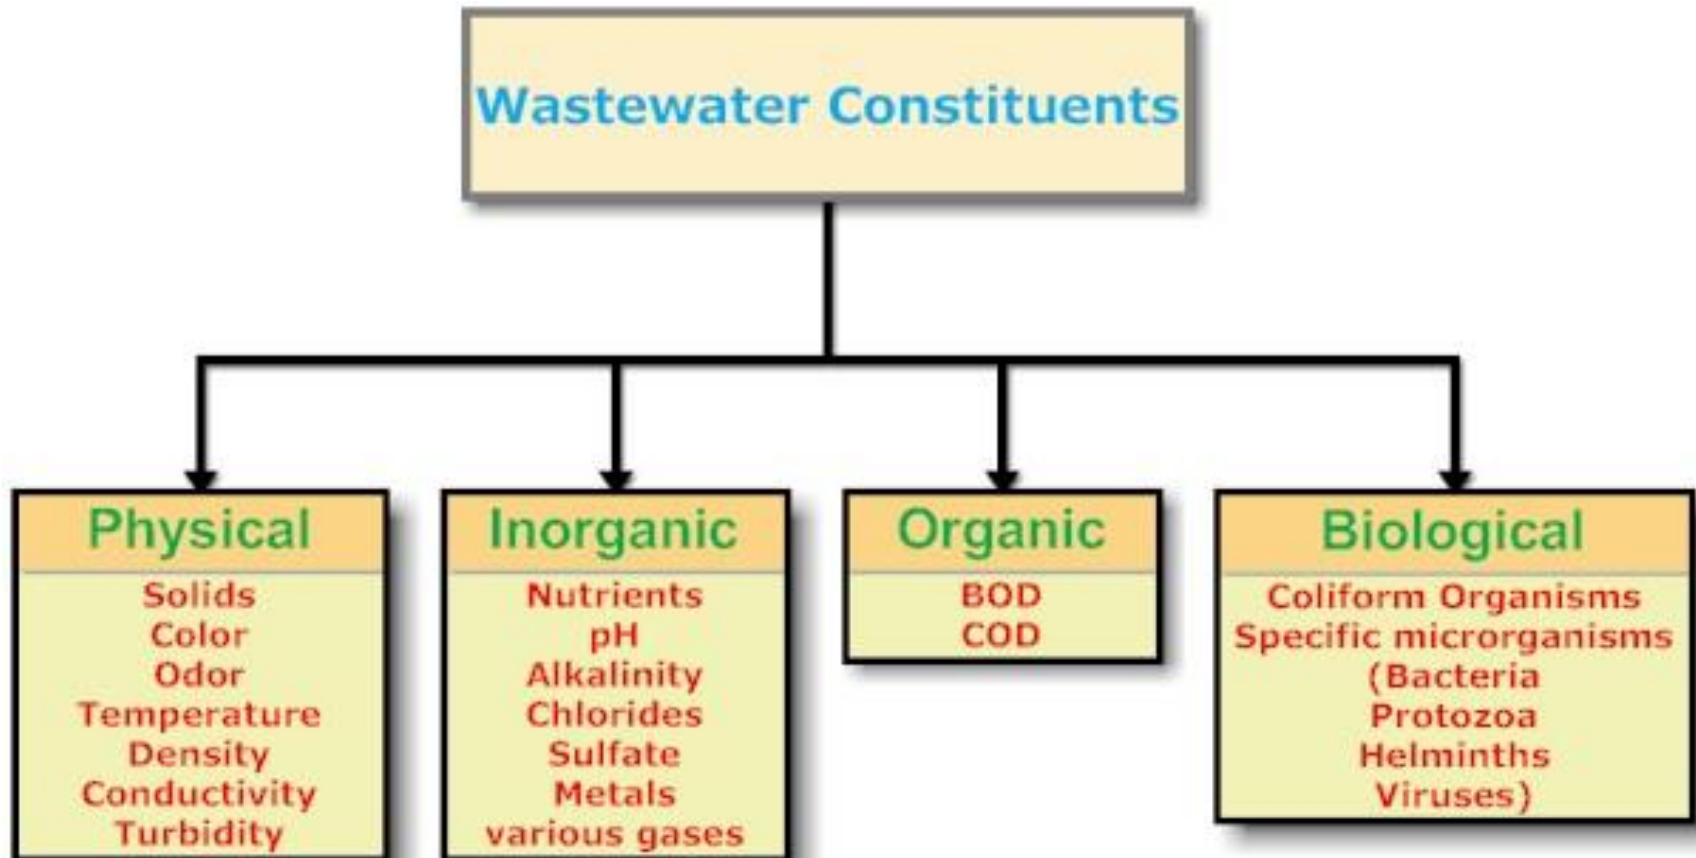 Wastewater Constituents
Physical
Solids
Color
Odor
Temperature
Density
Conductivity
Turbidity
Inorganic
Nutrients
pH
Alkalinity
Chlorides
Sulfate
Metals
various gases
Organic
BOD
COD
Biological
Coliform Organisms
Specific microrganisms
(Bacteria
Protozoa
Helminths
Viruses)